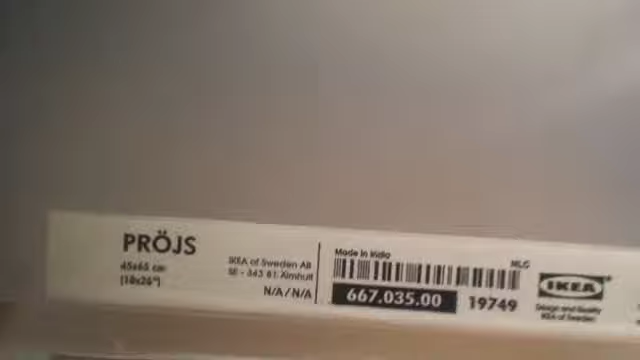 PRÖJS
45x65 cm
(18x26")
IKEA of Sweden AB
SE - 343 81 Älmhult
N/A/N/A
Made in India
NLG
667.035.00
19749
IKEA
Design and Quality
IKEA of Sweden